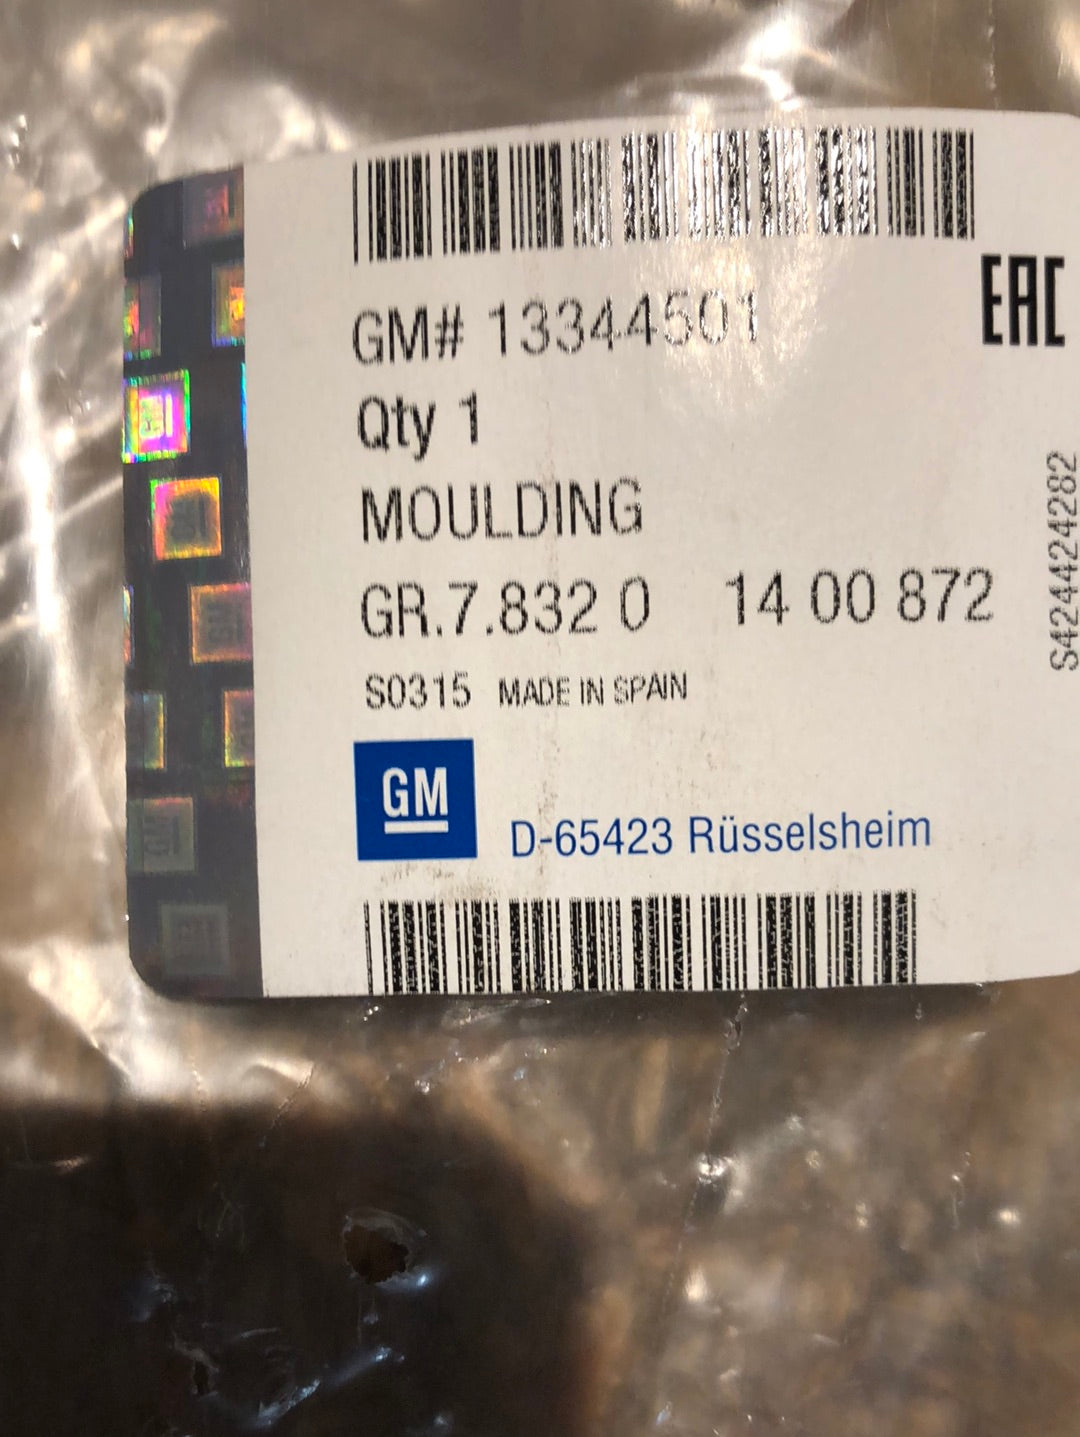 EAC
GM# 13344501
Qty 1
MOULDING
GR.7.832 0 14 00 872
S0315 MADE IN SPAIN
GM
D-65423 Rüsselsheim
S424424282